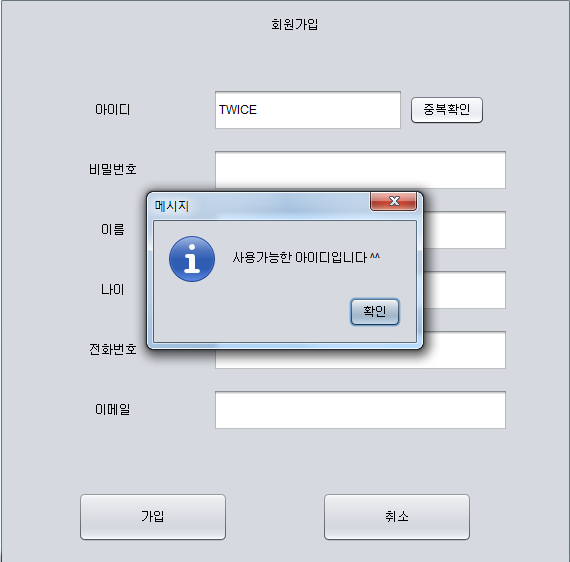 회원가입
아이디 TWICE 중복확인
비밀번호
메시지
이름
사용가능한 아이디입니다 ^^
나이
확인
전화번호
이메일
가입 취소